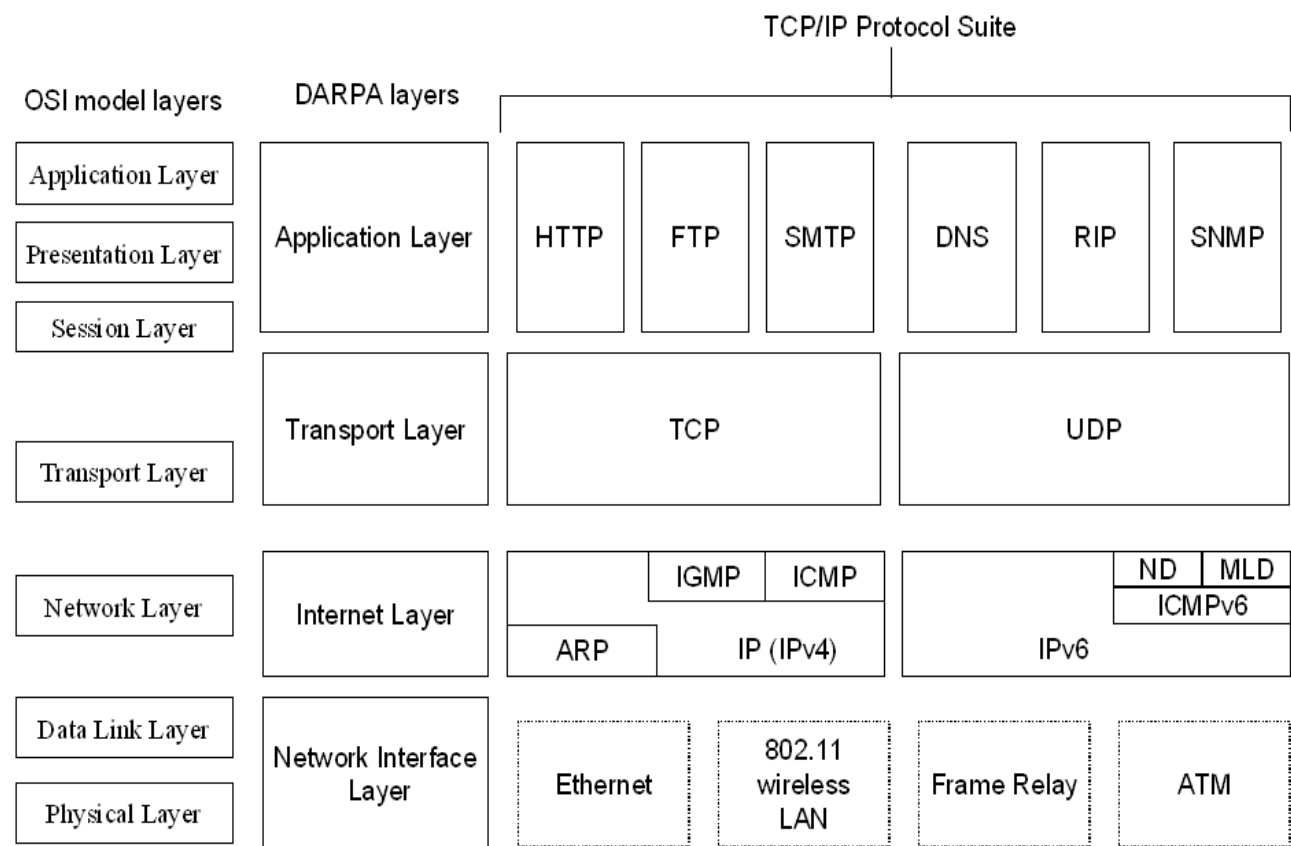 TCP/IP Protocol Suite
OSI model layers
DARPA layers
Application Layer
Presentation Layer
Session Layer
Transport Layer
Network Layer
Data Link Layer
Physical Layer
Application Layer
Transport Layer
Internet Layer
Network Interface
Layer
HTTP
FTP
SMTP
DNS
RIP
SNMP
TCP
UDP
IGMP
ICMP
ARP
IP (IPv4)
ND
MLD
ICMPv6
IPv6
Ethernet
802.11
wireless
LAN
Frame Relay
ATM